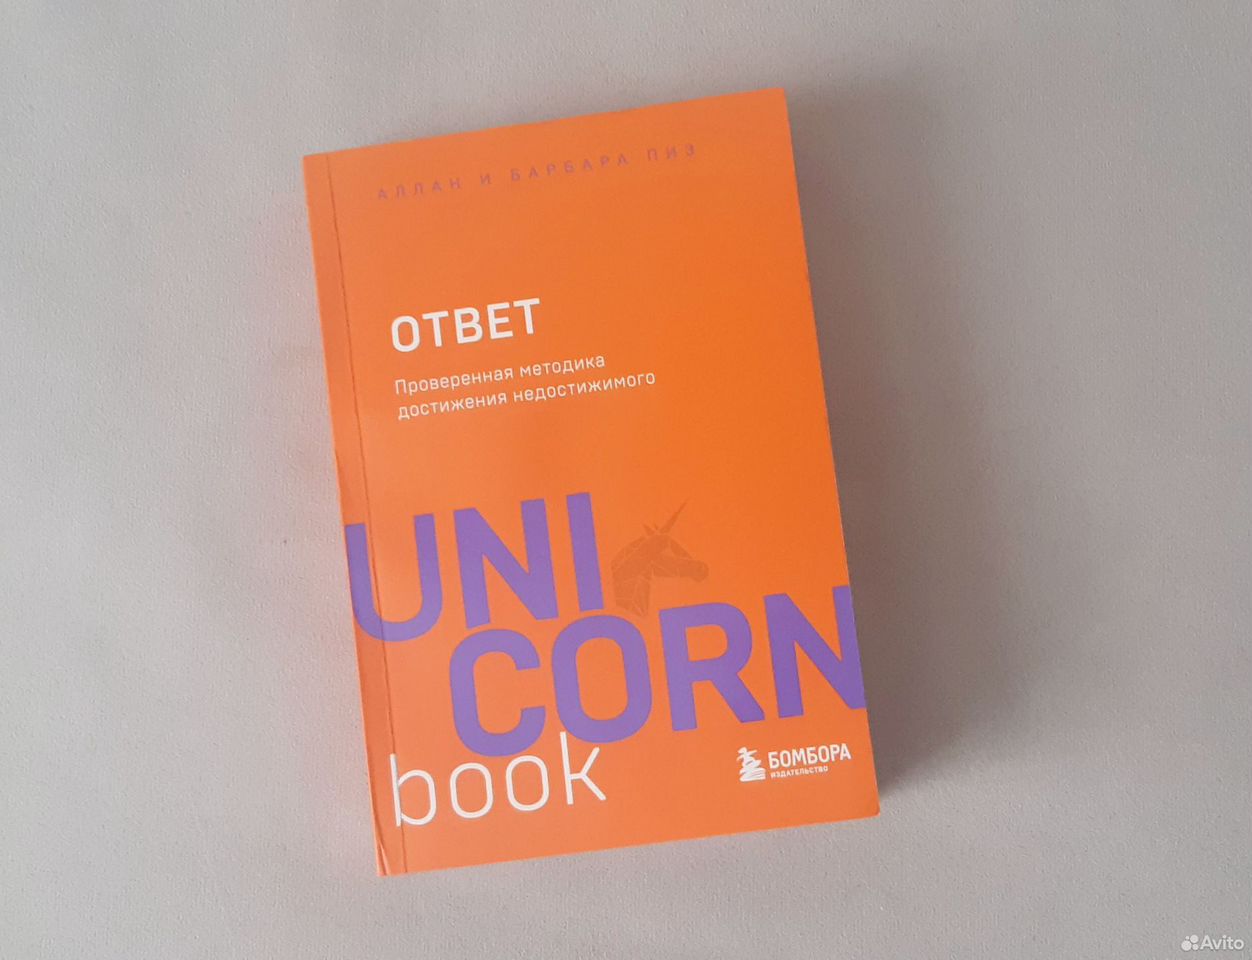 АЛЛАН И БАРБАРА ПИЗ
ОТВЕТ
Проверенная методика
достижения недостижимого
UNI
CORN
book
БОМБОРА
ИЗДАТЕЛЬСТВО
Avito